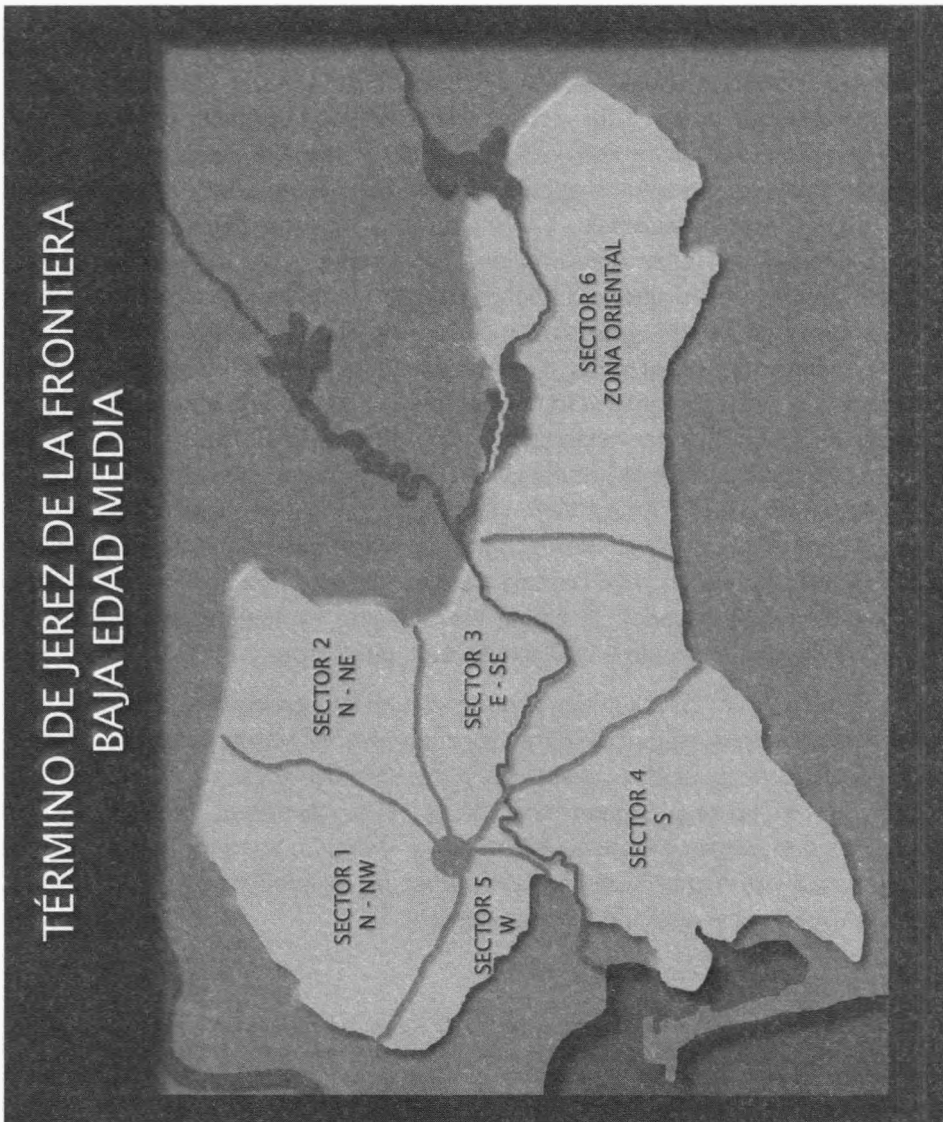 TÉRMINO DE JEREZ DE LA FRONTERA
BAJA EDAD MEDIA
SECTOR 1
N - NW
SECTOR 2
N - NE
SECTOR 3
E - SE
SECTOR 4
S
SECTOR 5
W
SECTOR 6
ZONA ORIENTAL